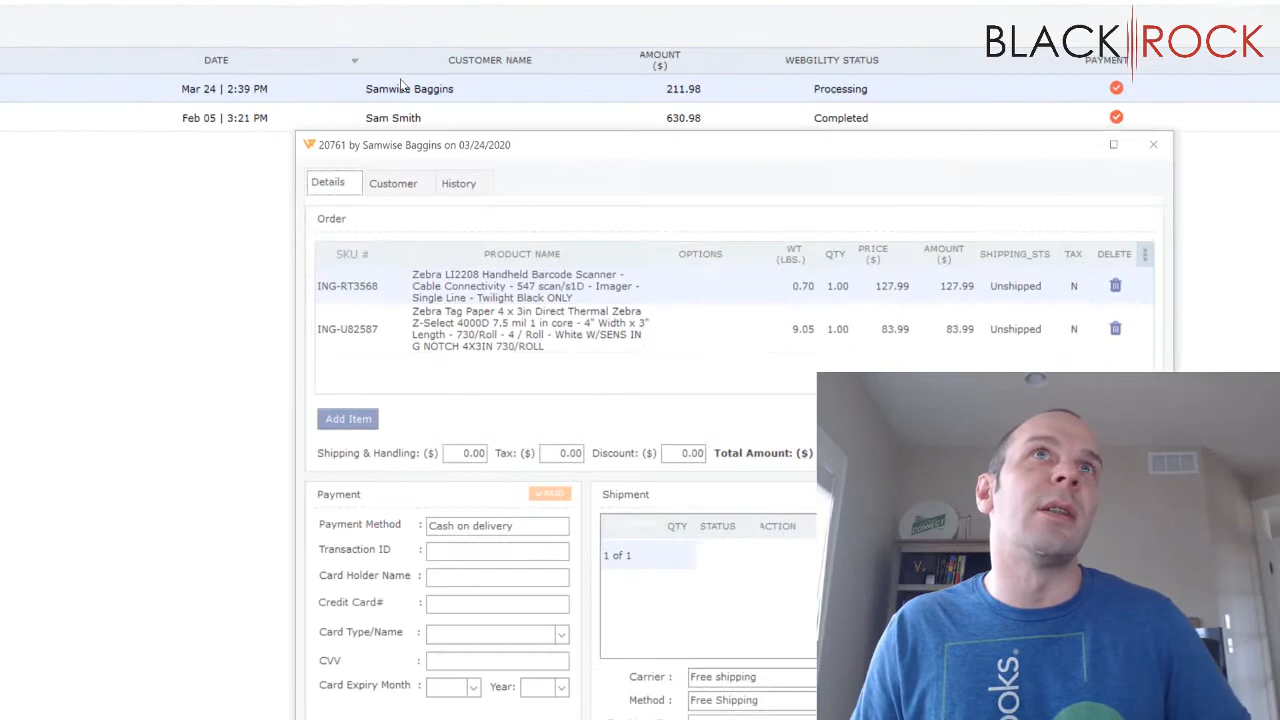 BLACK ROCK
DATE CUSTOMER NAME AMOUNT ($) WEBGILITY STATUS PAYMENT
Mar 24 | 2:39 PM Samwise Baggins 211.98 Processing
Feb 05 | 3:21 PM Sam Smith 630.98 Completed
20761 by Samwise Baggins on 03/24/2020
Details Customer History
Order
SKU # PRODUCT NAME OPTIONS WT (LBS.) QTY PRICE ($) AMOUNT ($) SHIPPING_STS TAX DELETE
Zebra LI2208 Handheld Barcode Scanner -
ING-RT3568 Cable Connectivity - 547 scan/s1D - Imager - 0.70 1.00 127.99 127.99 Unshipped N
Single Line - Twilight Black ONLY
Zebra Tag Paper 4 x 3in Direct Thermal Zebra
Z-Select 4000D 7.5 mil 1 in core - 4" Width x 3"
ING-U82587 Length - 730/Roll - 4 / Roll - White W/SENS IN 9.05 1.00 83.99 83.99 Unshipped N
G NOTCH 4X3IN 730/ROLL
Add Item
Shipping & Handling: ($) 0.00 Tax: ($) 0.00 Discount: ($) 0.00 Total Amount: ($)
Payment PAID Shipment
Payment Method : Cash on delivery
QTY STATUS ACTION
Transaction ID :
1 of 1
Card Holder Name :
Credit Card# :
Card Type/Name :
CVV :
Carrier : Free shipping
Card Expiry Month : Year:
Method : Free Shipping
CONNECT
ooks.